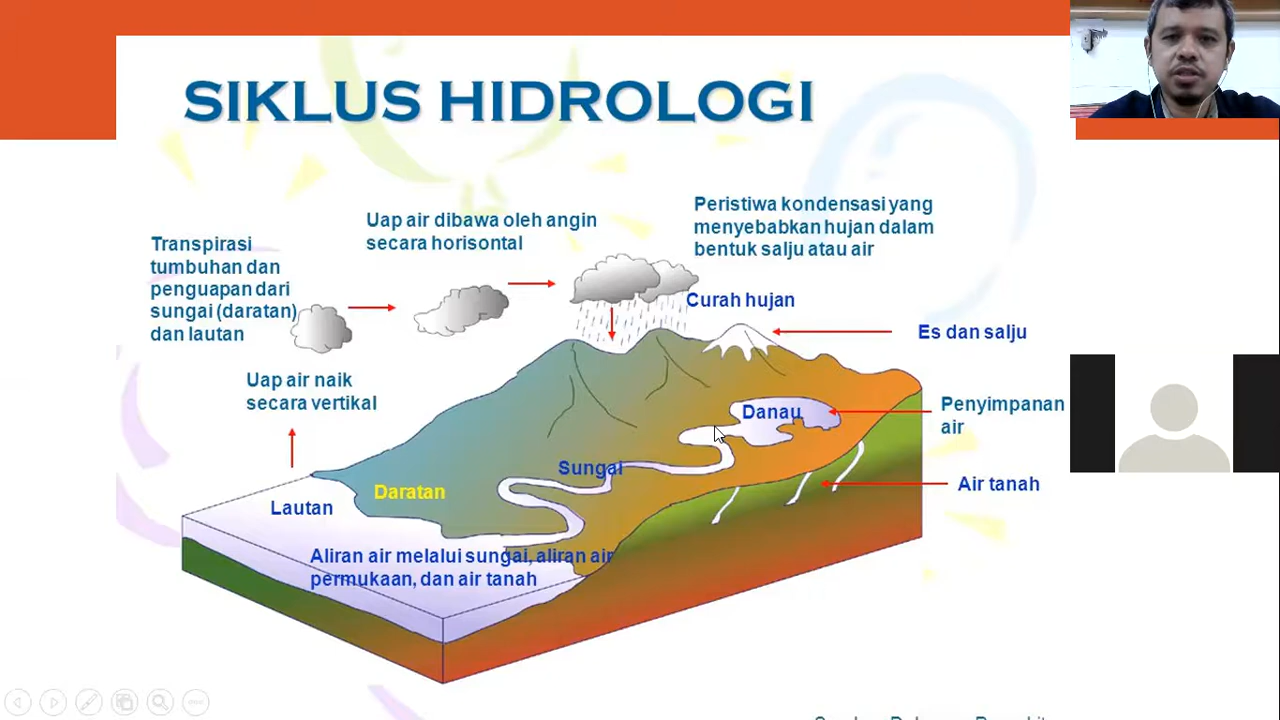 SIKLUS HIDROLOGI
Peristiwa kondensasi yang
menyebabkan hujan dalam
bentuk salju atau air
Uap air dibawa oleh angin
secara horisontal
Transpirasi
tumbuhan dan
penguapan dari
sungai (daratan)
dan lautan
Curah hujan
Es dan salju
Uap air naik
secara vertikal
Danau
Penyimpanan
air
Sungai
Daratan
Air tanah
Lautan
Aliran air melalui sungai, aliran air
permukaan, dan air tanah